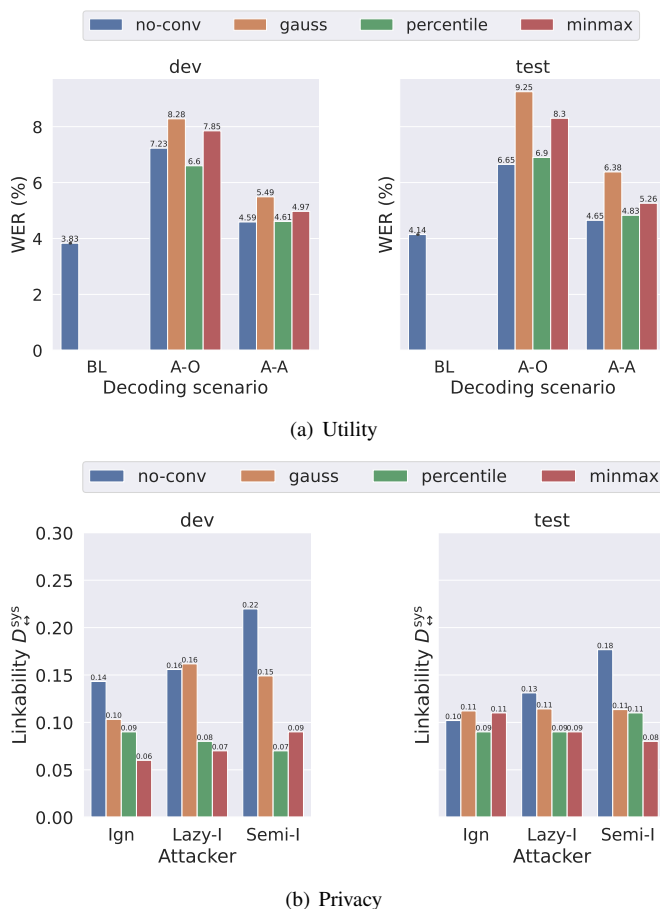 no-conv gauss percentile minmax
dev test
WER (%)
8
6
4
2
0
3.83 7.23 8.28 6.6 7.85 4.59 5.49 4.61 4.97
BL A-O A-A
Decoding scenario
WER (%)
4.14 6.65 9.25 6.9 8.3 4.65 6.38 4.83 5.26
BL A-O A-A
Decoding scenario
(a) Utility
no-conv gauss percentile minmax
dev test
Linkability D↔sys
0.30
0.25
0.20
0.15
0.10
0.05
0.00
0.14 0.10 0.09 0.06 0.16 0.16 0.08 0.07 0.22 0.15 0.07 0.09
Ign Lazy-I Semi-I
Attacker
Linkability D↔sys
0.10 0.11 0.09 0.11 0.13 0.11 0.09 0.09 0.18 0.11 0.11 0.08
Ign Lazy-I Semi-I
Attacker
(b) Privacy